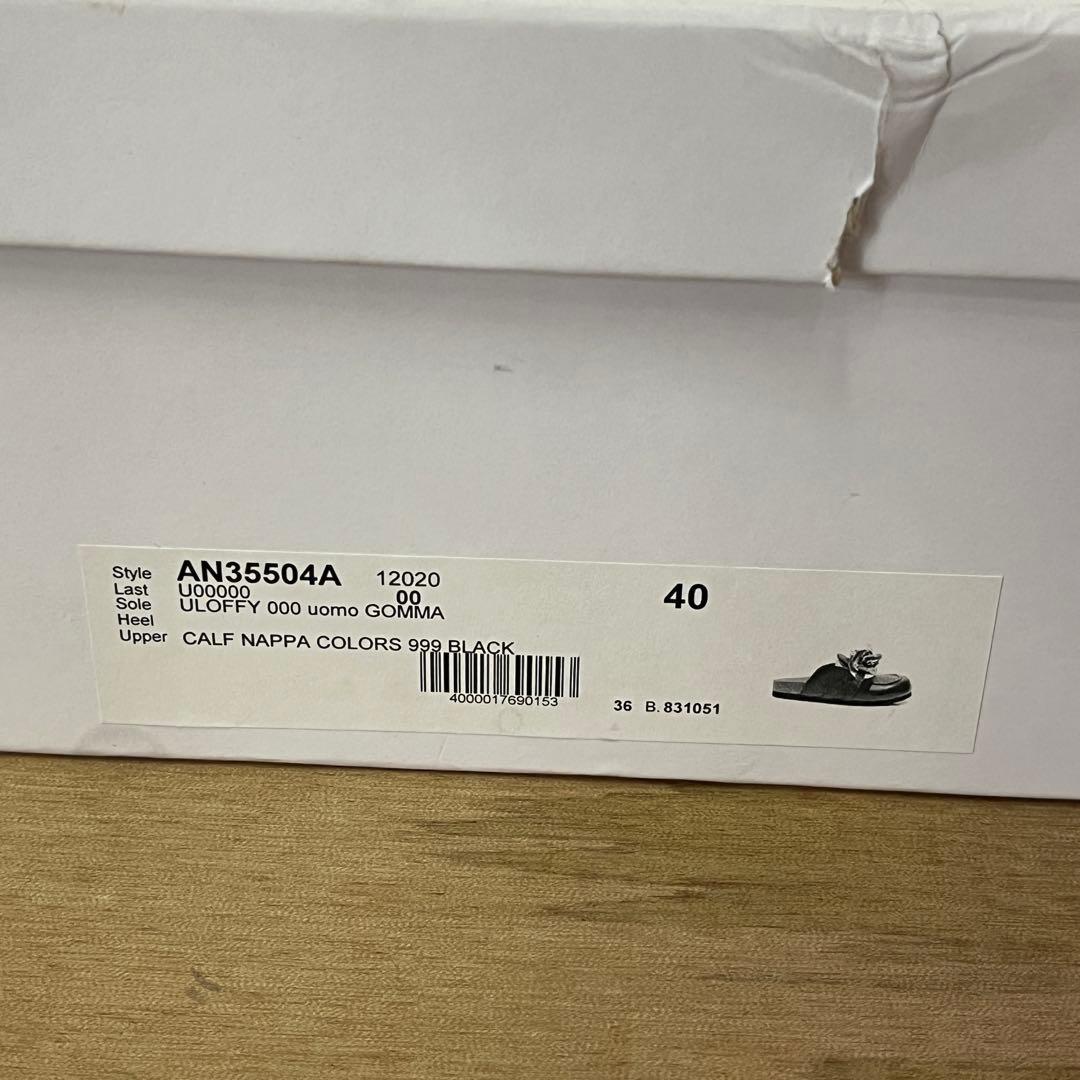 Style AN35504A 12020
Last U00000 00
Sole ULOFFY 000 uomo GOMMA
Heel
Upper CALF NAPPA COLORS 999 BLACK
40
4000017690153
36 B. 831051